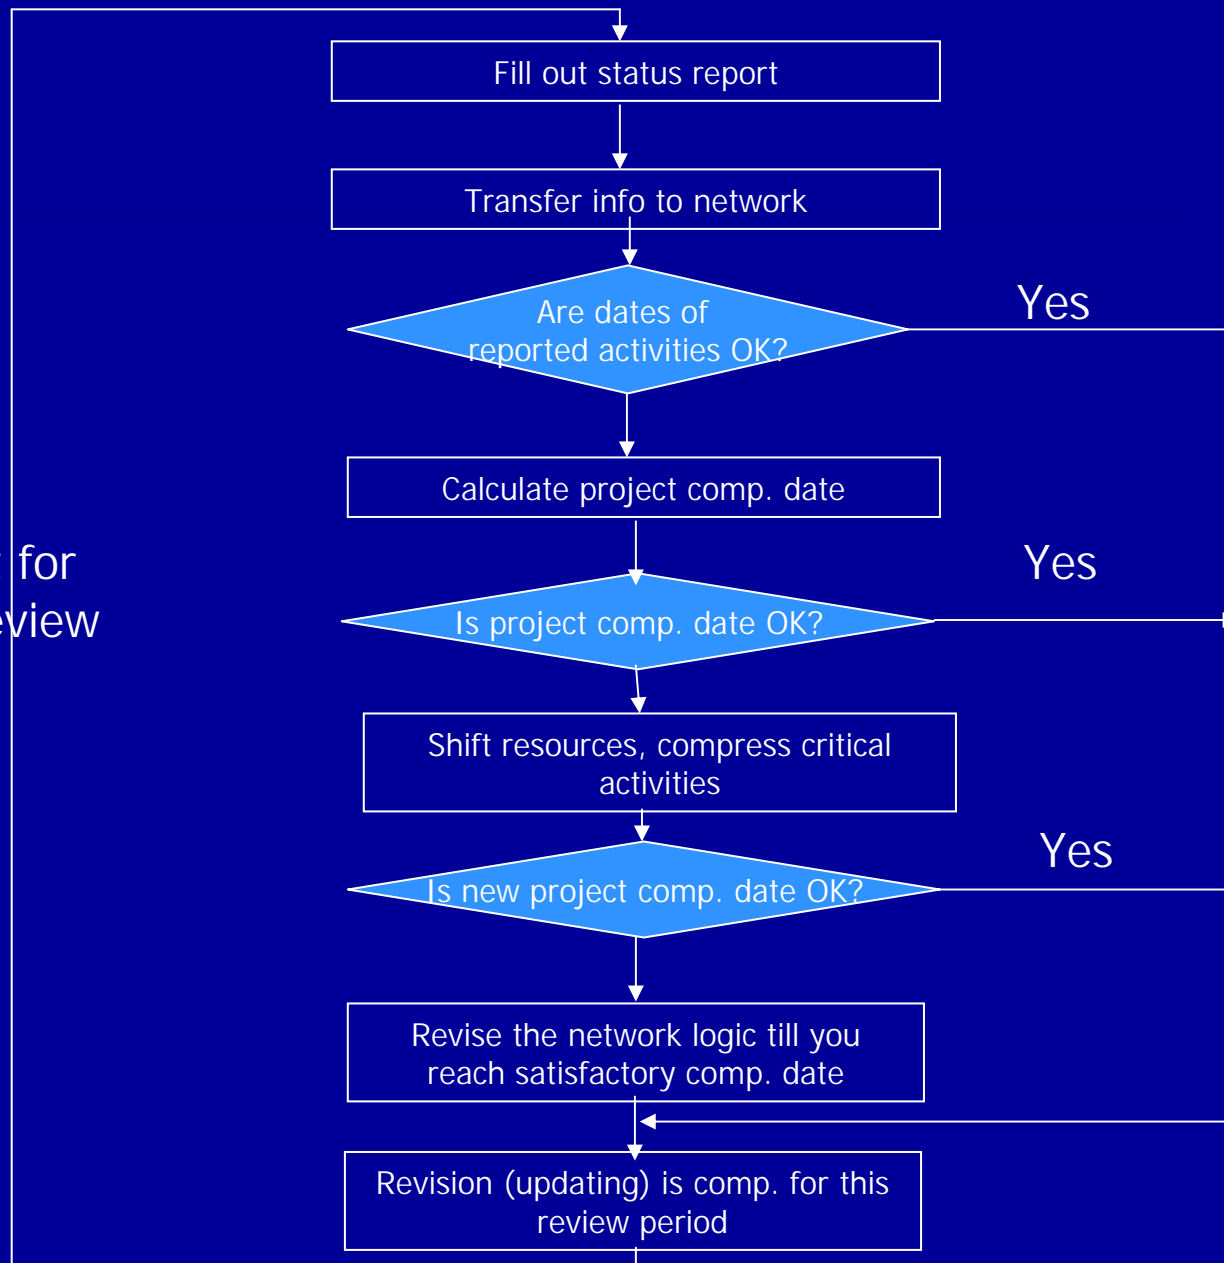 Fill out status report
Transfer info to network
Are dates of
reported activities OK?
Yes
Calculate project comp. date
for
Yes
Is project comp. date OK?
Shift resources, compress critical
activities
Yes
Is new project comp. date OK?
Revise the network logic till you
reach satisfactory comp. date
Revision (updating) is comp. for this
review period